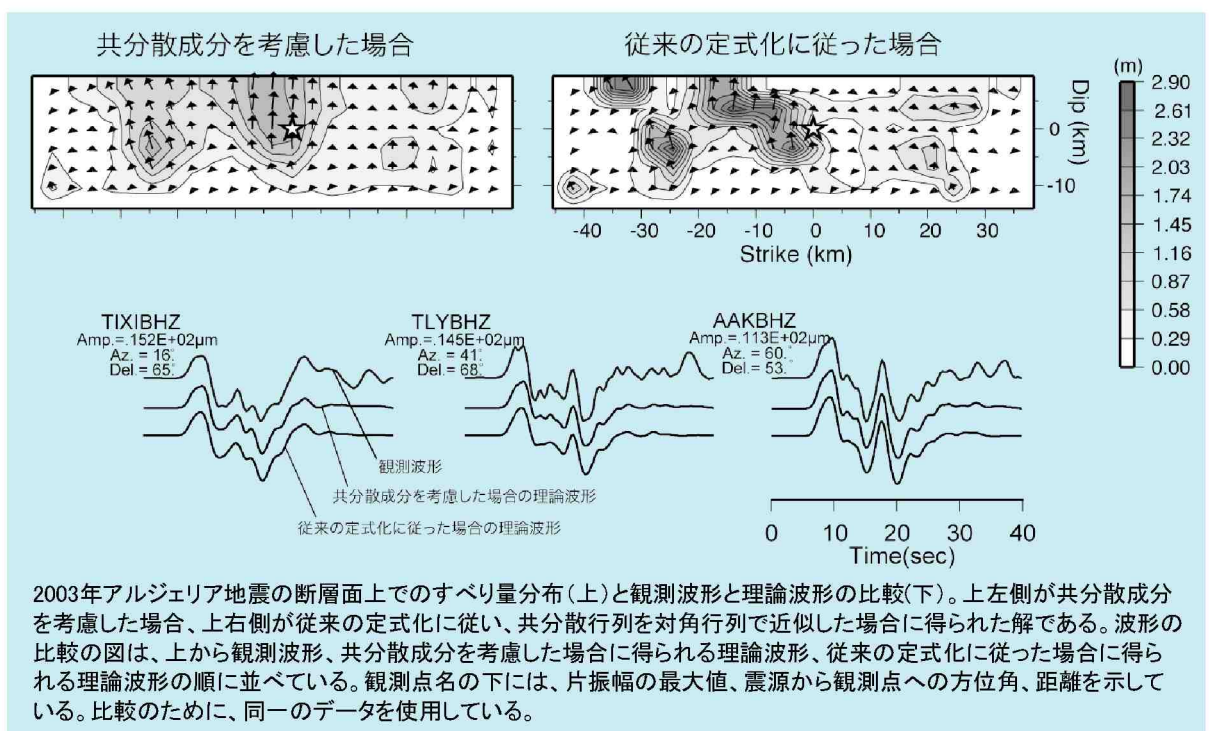 共分散成分を考慮した場合
従来の定式化に従った場合
(m)
2.90
2.61
2.32
2.03
1.74
1.45
1.16
0.87
0.58
0.29
0.00
Dip (km)
0
-10
-40 -30 -20 -10 0 10 20 30
Strike (km)
TIXIBHZ
Amp.=.152E+02μm
Az. = 16°.
Del.= 65°.
TLYBHZ
Amp.=.145E+02μm
Az. = 41°.
Del.= 68°.
AAKBHZ
Amp.=.113E+02μm
Az. = 60°.
Del.= 53°.
観測波形
共分散成分を考慮した場合の理論波形
従来の定式化に従った場合の理論波形
0 10 20 30 40
Time(sec)
2003年アルジェリア地震の断層面上でのすべり量分布(上)と観測波形と理論波形の比較(下)。上左側が共分散成分
を考慮した場合、上右側が従来の定式化に従い、共分散行列を対角行列で近似した場合に得られた解である。波形の
比較の図は、上から観測波形、共分散成分を考慮した場合に得られる理論波形、従来の定式化に従った場合に得ら
れる理論波形の順に並べている。観測点名の下には、片振幅の最大値、震源から観測点への方位角、距離を示して
いる。比較のために、同一のデータを使用している。